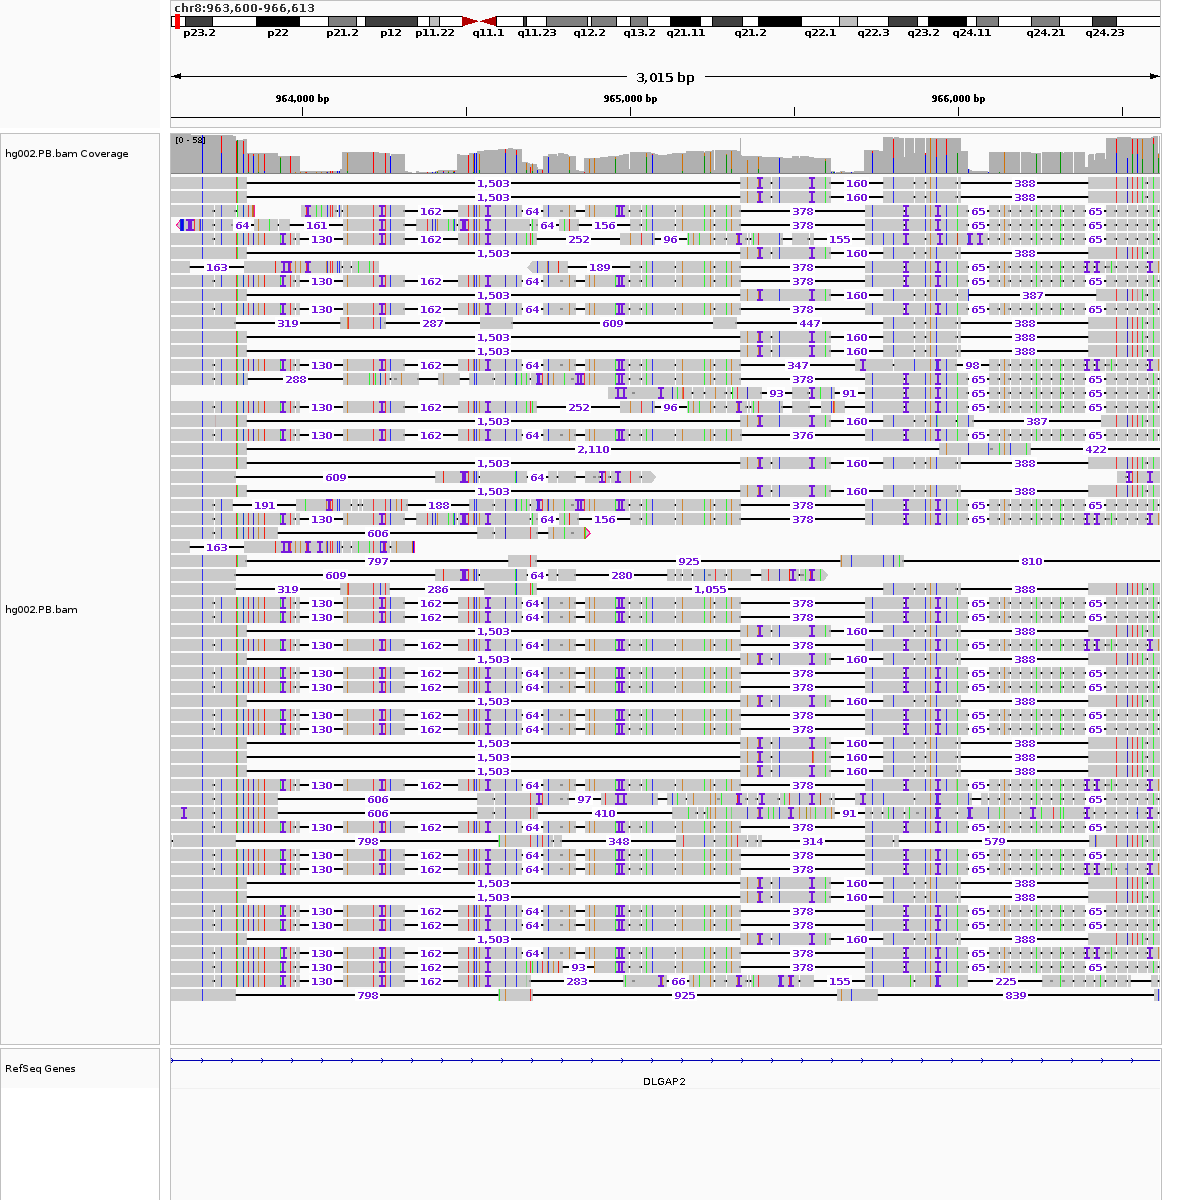 chr8:963,600-966,613
p23.2 p22 p21.2 p12 p11.22 q11.1 q11.23 q12.2 q13.2 q21.11 q21.2 q22.1 q22.3 q23.2 q24.11 q24.21 q24.23
3,015 bp
964,000 bp 965,000 bp 966,000 bp
hg002.PB.bam Coverage
[0 - 58]
1,503 160 388
1,503 160 388
162 64 378 65 65
64 161 162 64 156 378 65 65
130 162 252 96 155 65 65
1,503 160 388
163 189 378 65 65
130 162 64 378 65 65
1,503 160 387
130 162 64 378 65 65
319 287 609 447 388
1,503 160 388
1,503 160 388
130 162 64 347 98 65
288 378 65 65
93 91 65 65
130 162 252 96 378 65 65
1,503 160 387
130 162 64 376 65 65
2,110 422
1,503 160 388
609 64
1,503 160 388
191 188 378 65 65
130 162 64 156 378 65 65
606
163
797 925 810
609 64 280
319 286 1,055 388
hg002.PB.bam
130 162 64 378 65 65
130 162 64 378 65 65
1,503 160 388
130 162 64 378 65 65
1,503 160 388
130 162 64 378 65 65
130 162 64 378 65 65
1,503 160 388
130 162 64 378 65 65
130 162 64 378 65 65
1,503 160 388
1,503 160 388
1,503 160 388
130 162 64 378 65 65
606 97 65
606 410 91
130 162 64 378 65 65
798 348 314 579
130 162 64 378 65 65
130 162 64 378 65 65
1,503 160 388
1,503 160 388
130 162 64 378 65 65
130 162 64 378 65 65
1,503 160 388
130 162 64 378 65 65
130 162 93 378 65 65
130 162 283 66 155 225
798 925 839
RefSeq Genes
DLGAP2